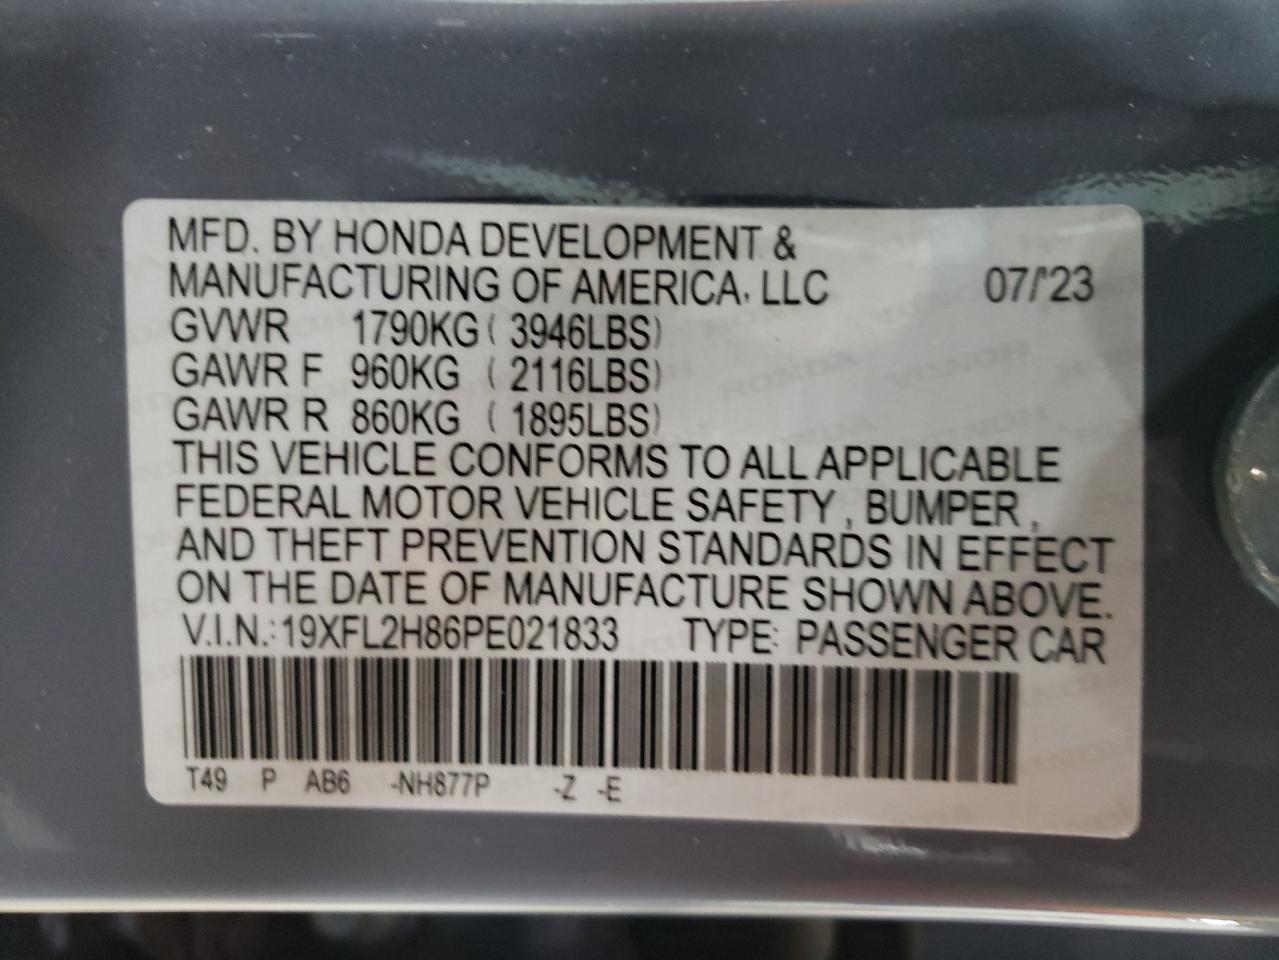 MFD. BY HONDA DEVELOPMENT &
MANUFACTURING OF AMERICA, LLC 07/'23
GVWR 1790KG ( 3946LBS)
GAWR F 960KG ( 2116LBS)
GAWR R 860KG ( 1895LBS)
THIS VEHICLE CONFORMS TO ALL APPLICABLE
FEDERAL MOTOR VEHICLE SAFETY , BUMPER ,
AND THEFT PREVENTION STANDARDS IN EFFECT
ON THE DATE OF MANUFACTURE SHOWN ABOVE.
V.I.N.: 19XFL2H86PE021833 TYPE: PASSENGER CAR
T49 P AB6 -NH877P -Z -E